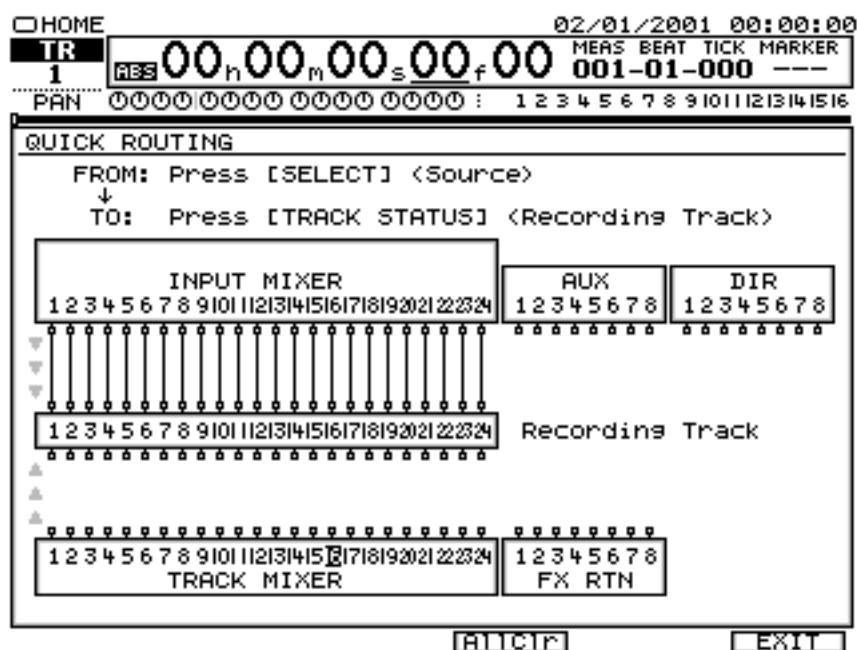 HOME 02/01/2001 00:00:00
TR MEAS BEAT TICK MARKER
1 ABS 00h00m00s00f00 001-01-000 ---
PAN 1 2 3 4 5 6 7 8 9 10 11 12 13 14 15 16
QUICK ROUTING
FROM: Press [SELECT] (Source)
↓
TO: Press [TRACK STATUS] (Recording Track)
INPUT MIXER AUX DIR
1 2 3 4 5 6 7 8 9 10 11 12 13 14 15 16 17 18 19 20 21 22 23 24 1 2 3 4 5 6 7 8 1 2 3 4 5 6 7 8
1 2 3 4 5 6 7 8 9 10 11 12 13 14 15 16 17 18 19 20 21 22 23 24 Recording Track
1 2 3 4 5 6 7 8 9 10 11 12 13 14 15 16 17 18 19 20 21 22 23 24 1 2 3 4 5 6 7 8
TRACK MIXER FX RTN
AllClr EXIT